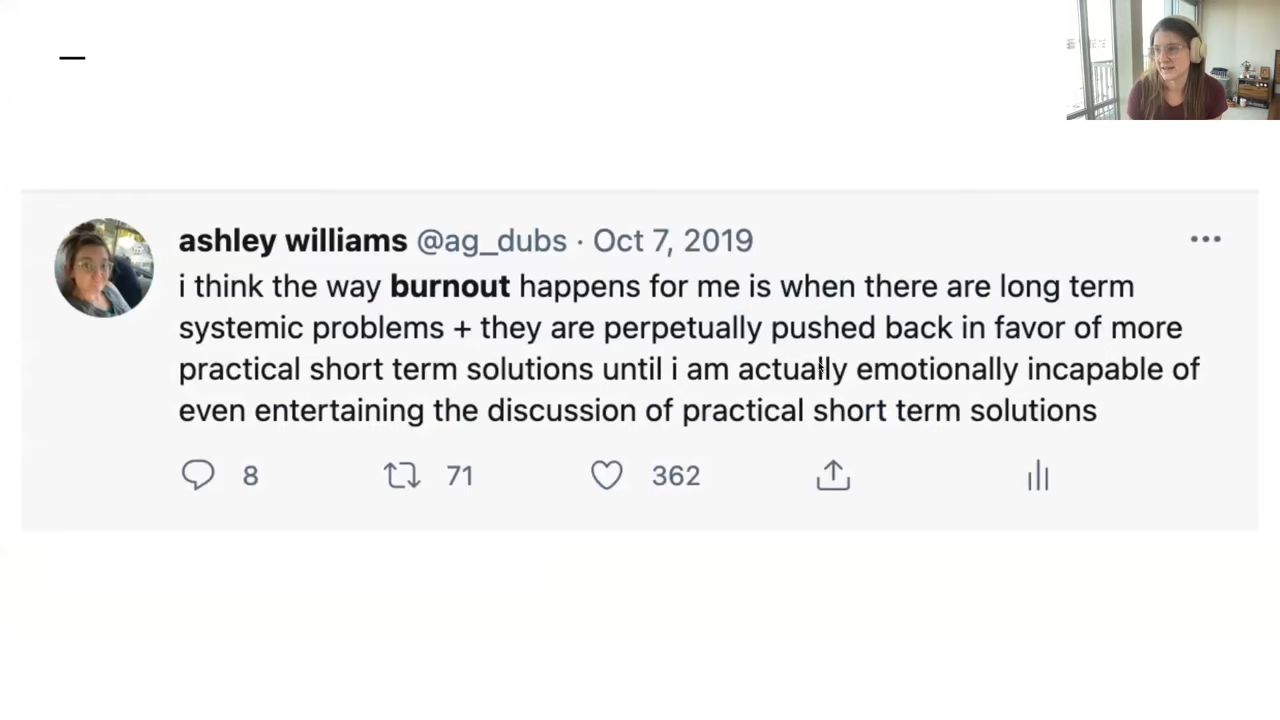 ashley williams @ag_dubs · Oct 7, 2019
i think the way burnout happens for me is when there are long term
systemic problems + they are perpetually pushed back in favor of more
practical short term solutions until i am actually emotionally incapable of
even entertaining the discussion of practical short term solutions
8 71 362